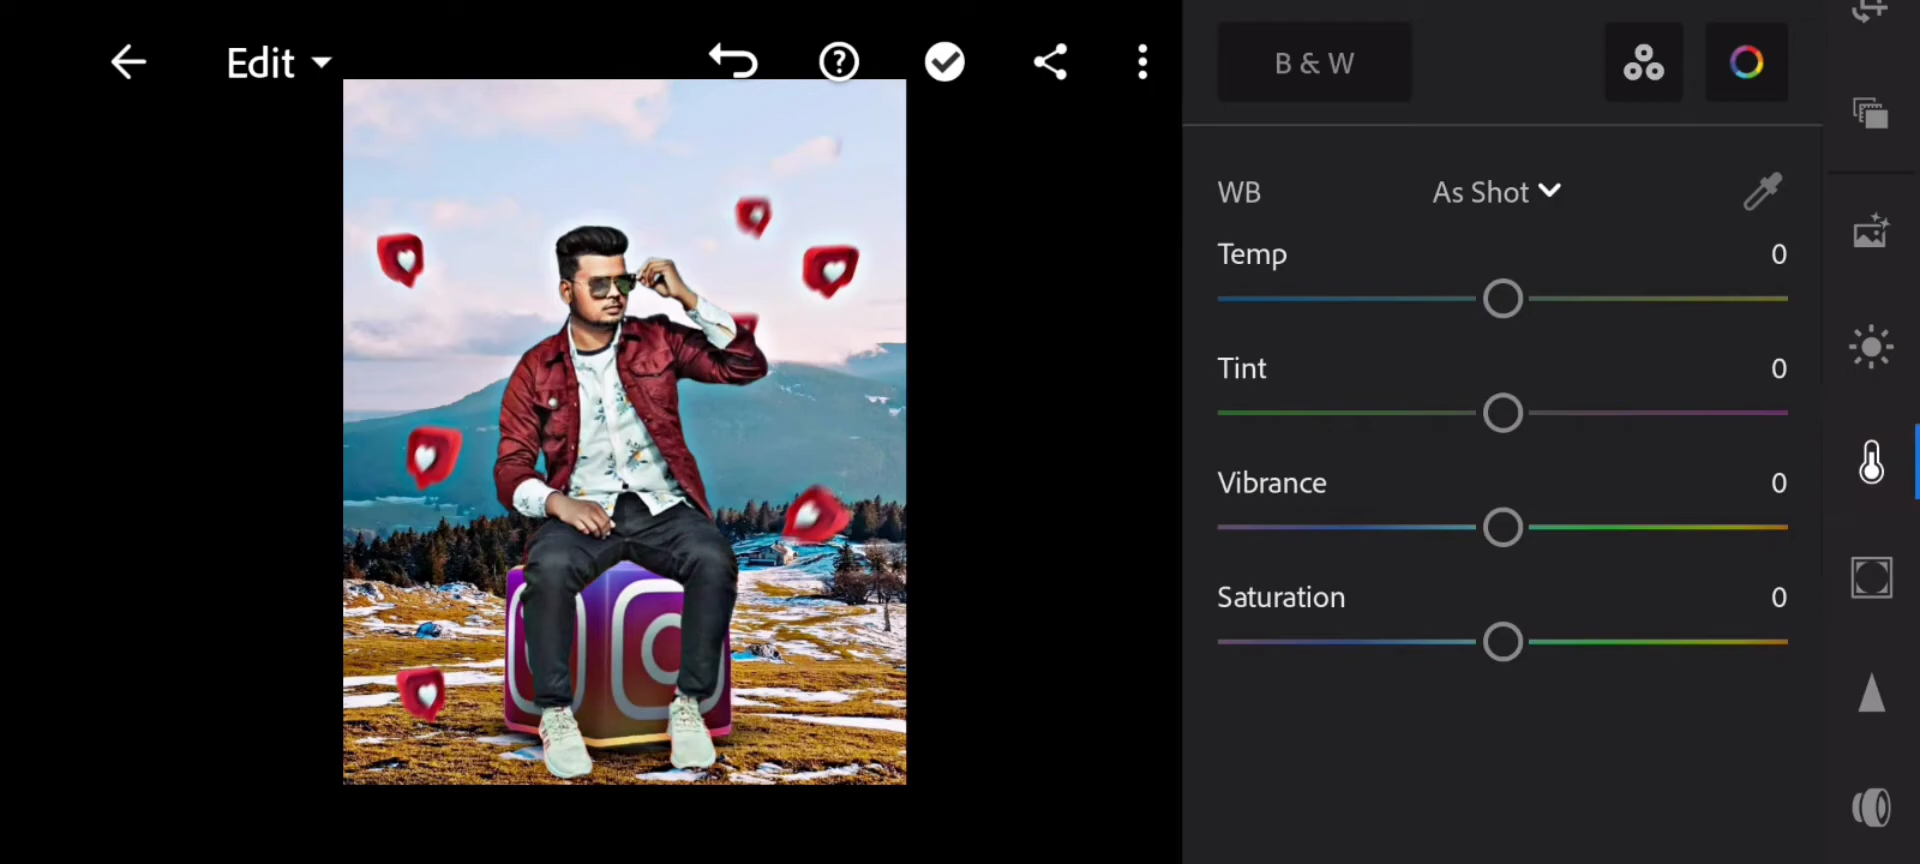 Edit
B & W
WB As Shot
Temp 0
Tint 0
Vibrance 0
Saturation 0